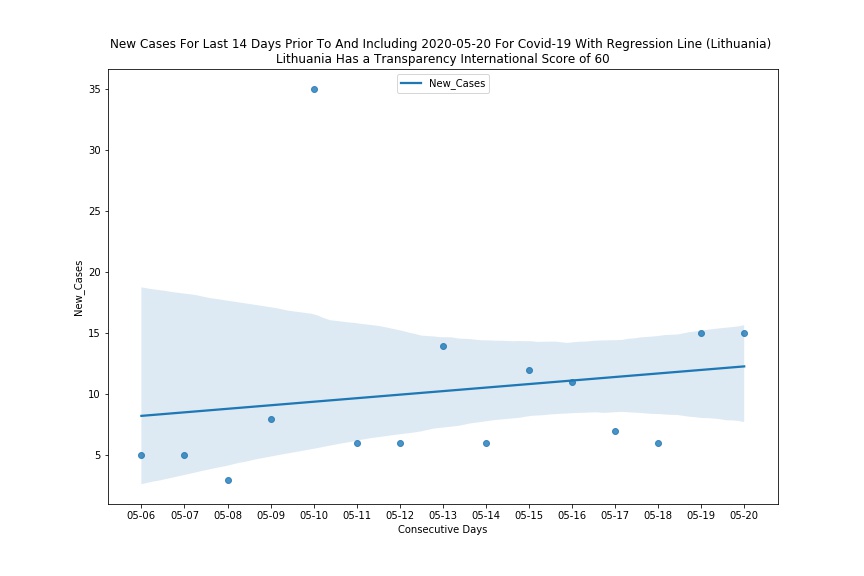 New Cases For Last 14 Days Prior To And Including 2020-05-20 For Covid-19 With Regression Line (Lithuania)
Lithuania Has a Transparency International Score of 60
New_Cases
35
30
25
20
15
10
5
New_Cases
05-06 05-07 05-08 05-09 05-10 05-11 05-12 05-13 05-14 05-15 05-16 05-17 05-18 05-19 05-20
Consecutive Days